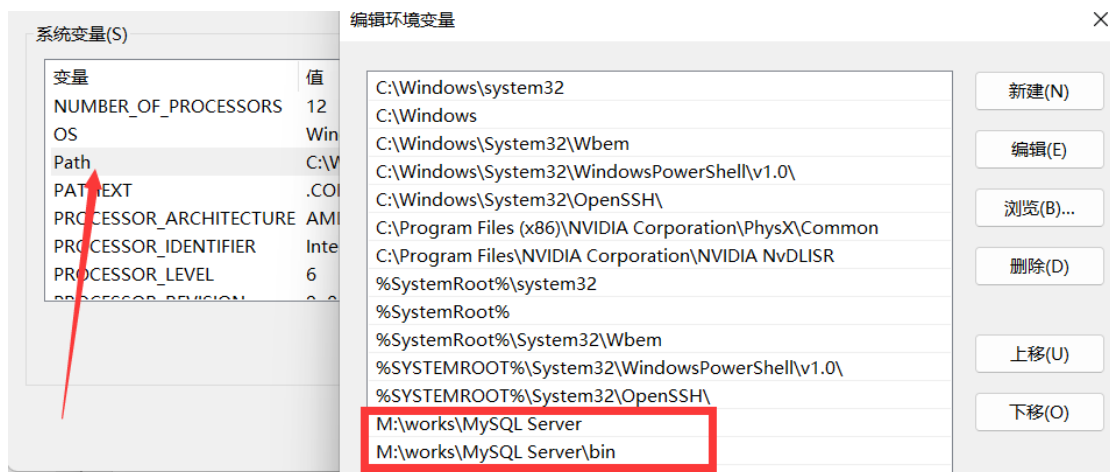 系统变量(S)
变量 值
NUMBER_OF_PROCESSORS 12
OS Win
Path C:\W
.CO
PROCESSOR_ARCHITECTURE AM
PROCESSOR_IDENTIFIER Inte
PROCESSOR_LEVEL 6
编辑环境变量
C:\Windows\system32
C:\Windows
C:\Windows\System32\Wbem
C:\Windows\System32\WindowsPowerShell\v1.0\
C:\Windows\System32\OpenSSH\
C:\Program Files (x86)\NVIDIA Corporation\PhysX\Common
C:\Program Files\NVIDIA Corporation\NVIDIA NvDLISR
%SystemRoot%\system32
%SystemRoot%
%SystemRoot%\System32\Wbem
%SYSTEMROOT%\System32\WindowsPowerShell\v1.0\
%SYSTEMROOT%\System32\OpenSSH\
M:\works\MySQL Server
M:\works\MySQL Server\bin
新建(N)
编辑(E)
浏览(B)...
删除(D)
上移(U)
下移(O)